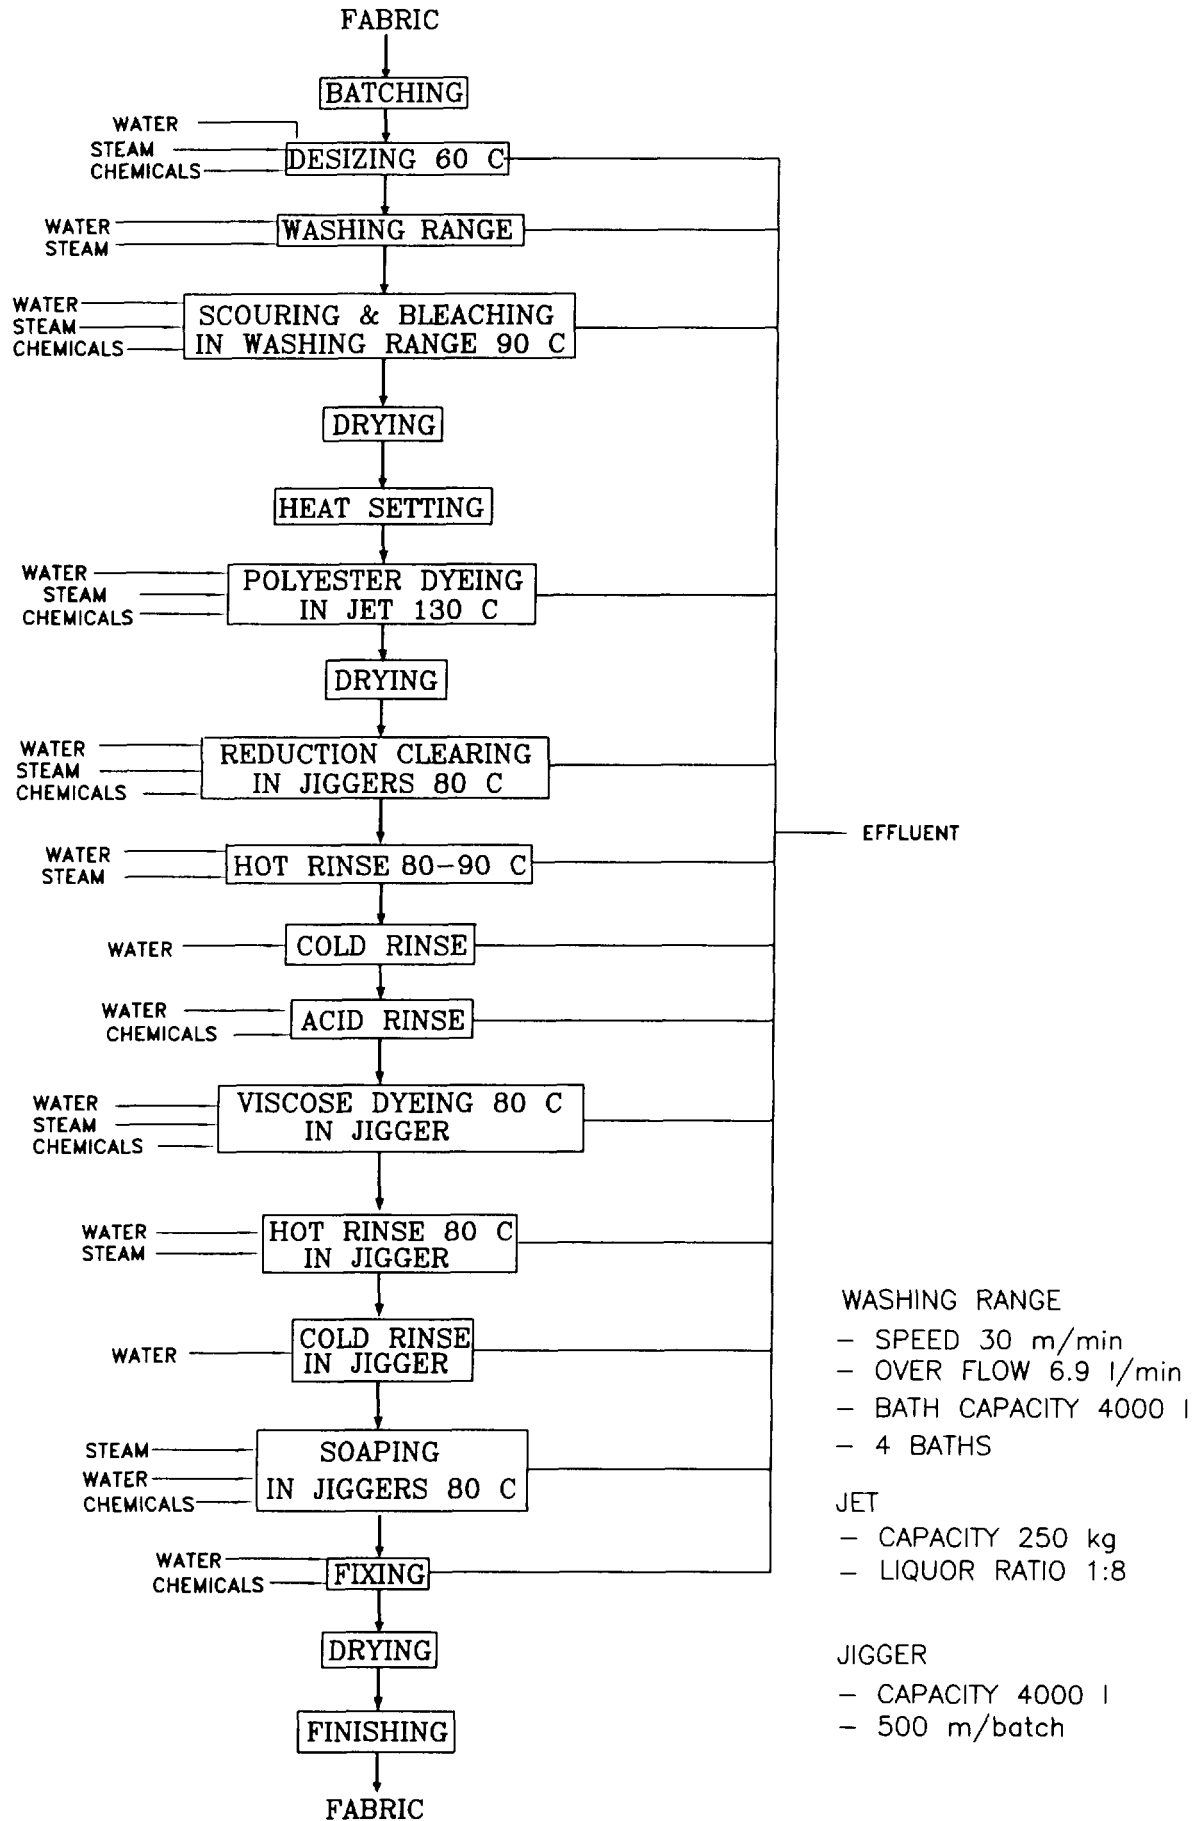 FABRIC
BATCHING
WATER
STEAM
CHEMICALS
DESIZING 60 C
WATER
STEAM
WASHING RANGE
WATER
STEAM
CHEMICALS
SCOURING & BLEACHING
IN WASHING RANGE 90 C
DRYING
HEAT SETTING
WATER
STEAM
CHEMICALS
POLYESTER DYEING
IN JET 130 C
DRYING
WATER
STEAM
CHEMICALS
REDUCTION CLEARING
IN JIGGERS 80 C
EFFLUENT
WATER
STEAM
HOT RINSE 80-90 C
WATER
COLD RINSE
WATER
CHEMICALS
ACID RINSE
WATER
STEAM
CHEMICALS
VISCOSE DYEING 80 C
IN JIGGER
WATER
STEAM
HOT RINSE 80 C
IN JIGGER
WATER
COLD RINSE
IN JIGGER
STEAM
WATER
CHEMICALS
SOAPING
IN JIGGERS 80 C
WATER
CHEMICALS
FIXING
DRYING
FINISHING
FABRIC
WASHING RANGE
- SPEED 30 m/min
- OVER FLOW 6.9 l/min
- BATH CAPACITY 4000 l
- 4 BATHS
JET
- CAPACITY 250 kg
- LIQUOR RATIO 1:8
JIGGER
- CAPACITY 4000 l
- 500 m/batch